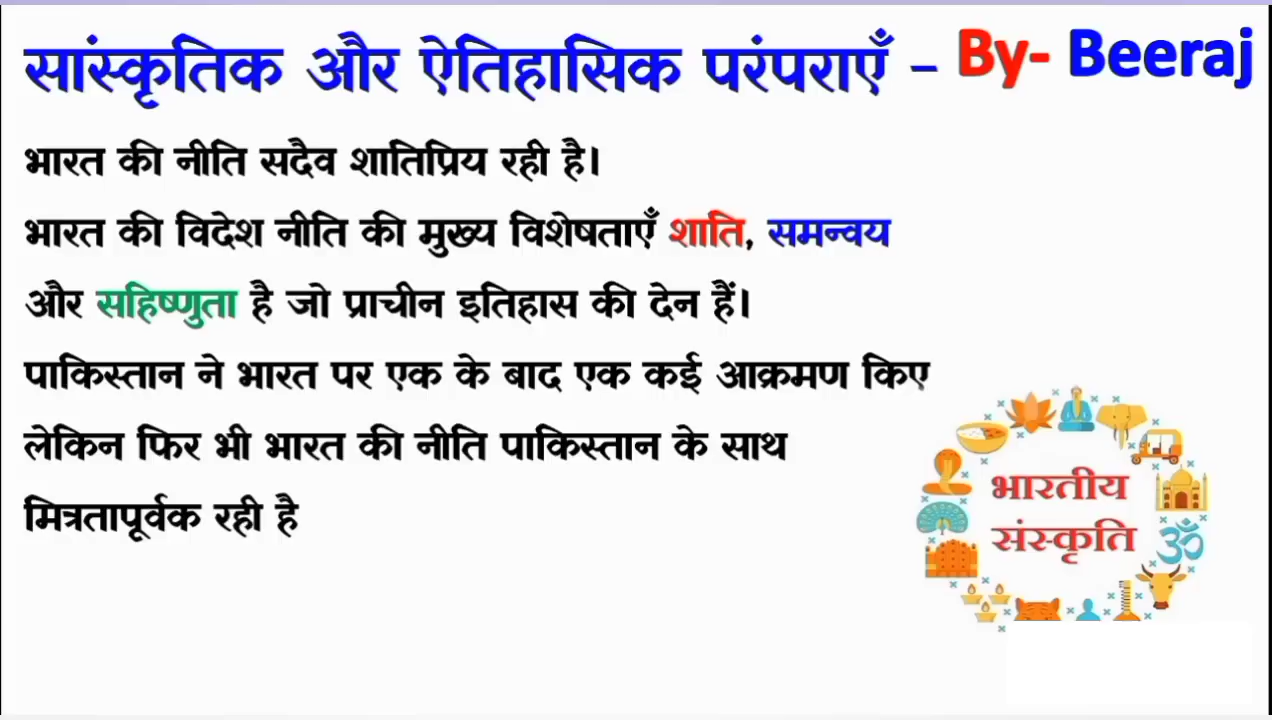 सांस्कृतिक और ऐतिहासिक परंपराएँ – By- Beeraj
भारत की नीति सदैव शातिप्रिय रही है।
भारत की विदेश नीति की मुख्य विशेषताएँ शाति, समन्वय
और सहिष्णुता है जो प्राचीन इतिहास की देन हैं।
पाकिस्तान ने भारत पर एक के बाद एक कई आक्रमण किए
लेकिन फिर भी भारत की नीति पाकिस्तान के साथ
मित्रतापूर्वक रही है
भारतीय
संस्कृति
ॐ